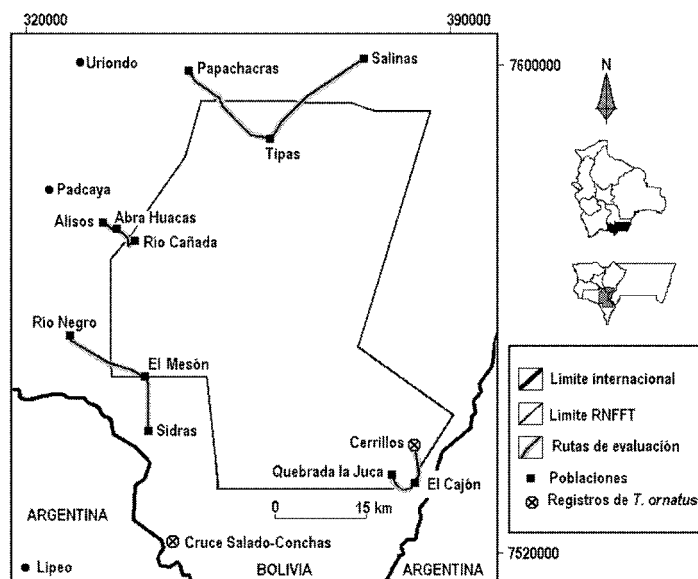 320000
390000
Uriondo
Papachacras
Salinas
7600000
N
Tipas
Padcaya
Alisos
Abra Huacas
Rio Cañada
Rio Negro
El Mesón
Sidras
Cerrillos
Quebrada la Juca
El Cajón
0 15 km
ARGENTINA
Cruce Salado-Conchas
Lipeo
BOLIVIA
ARGENTINA
7520000
Limite internacional
Limite RNFFT
Rutas de evaluación
Poblaciones
Registros de T. ornatus